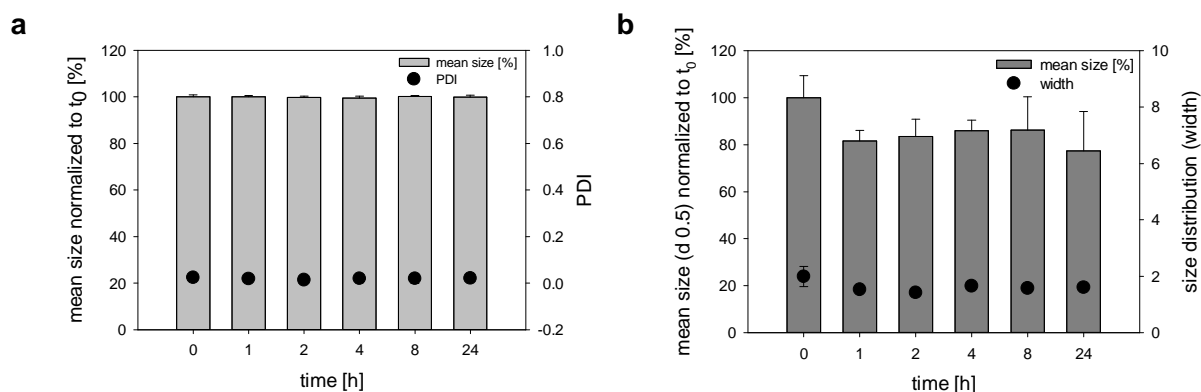 a
mean size normalized to t0 [%]
120
100
80
60
40
20
0
mean size [%]
PDI
1.0
0.8
0.6
0.4
0.2
0.0
-0.2
PDI
0 1 2 4 8 24
time [h]
b
mean size (d 0.5) normalized to t0 [%]
120
100
80
60
40
20
0
mean size [%]
width
10
8
6
4
2
0
size distribution (width)
0 1 2 4 8 24
time [h]